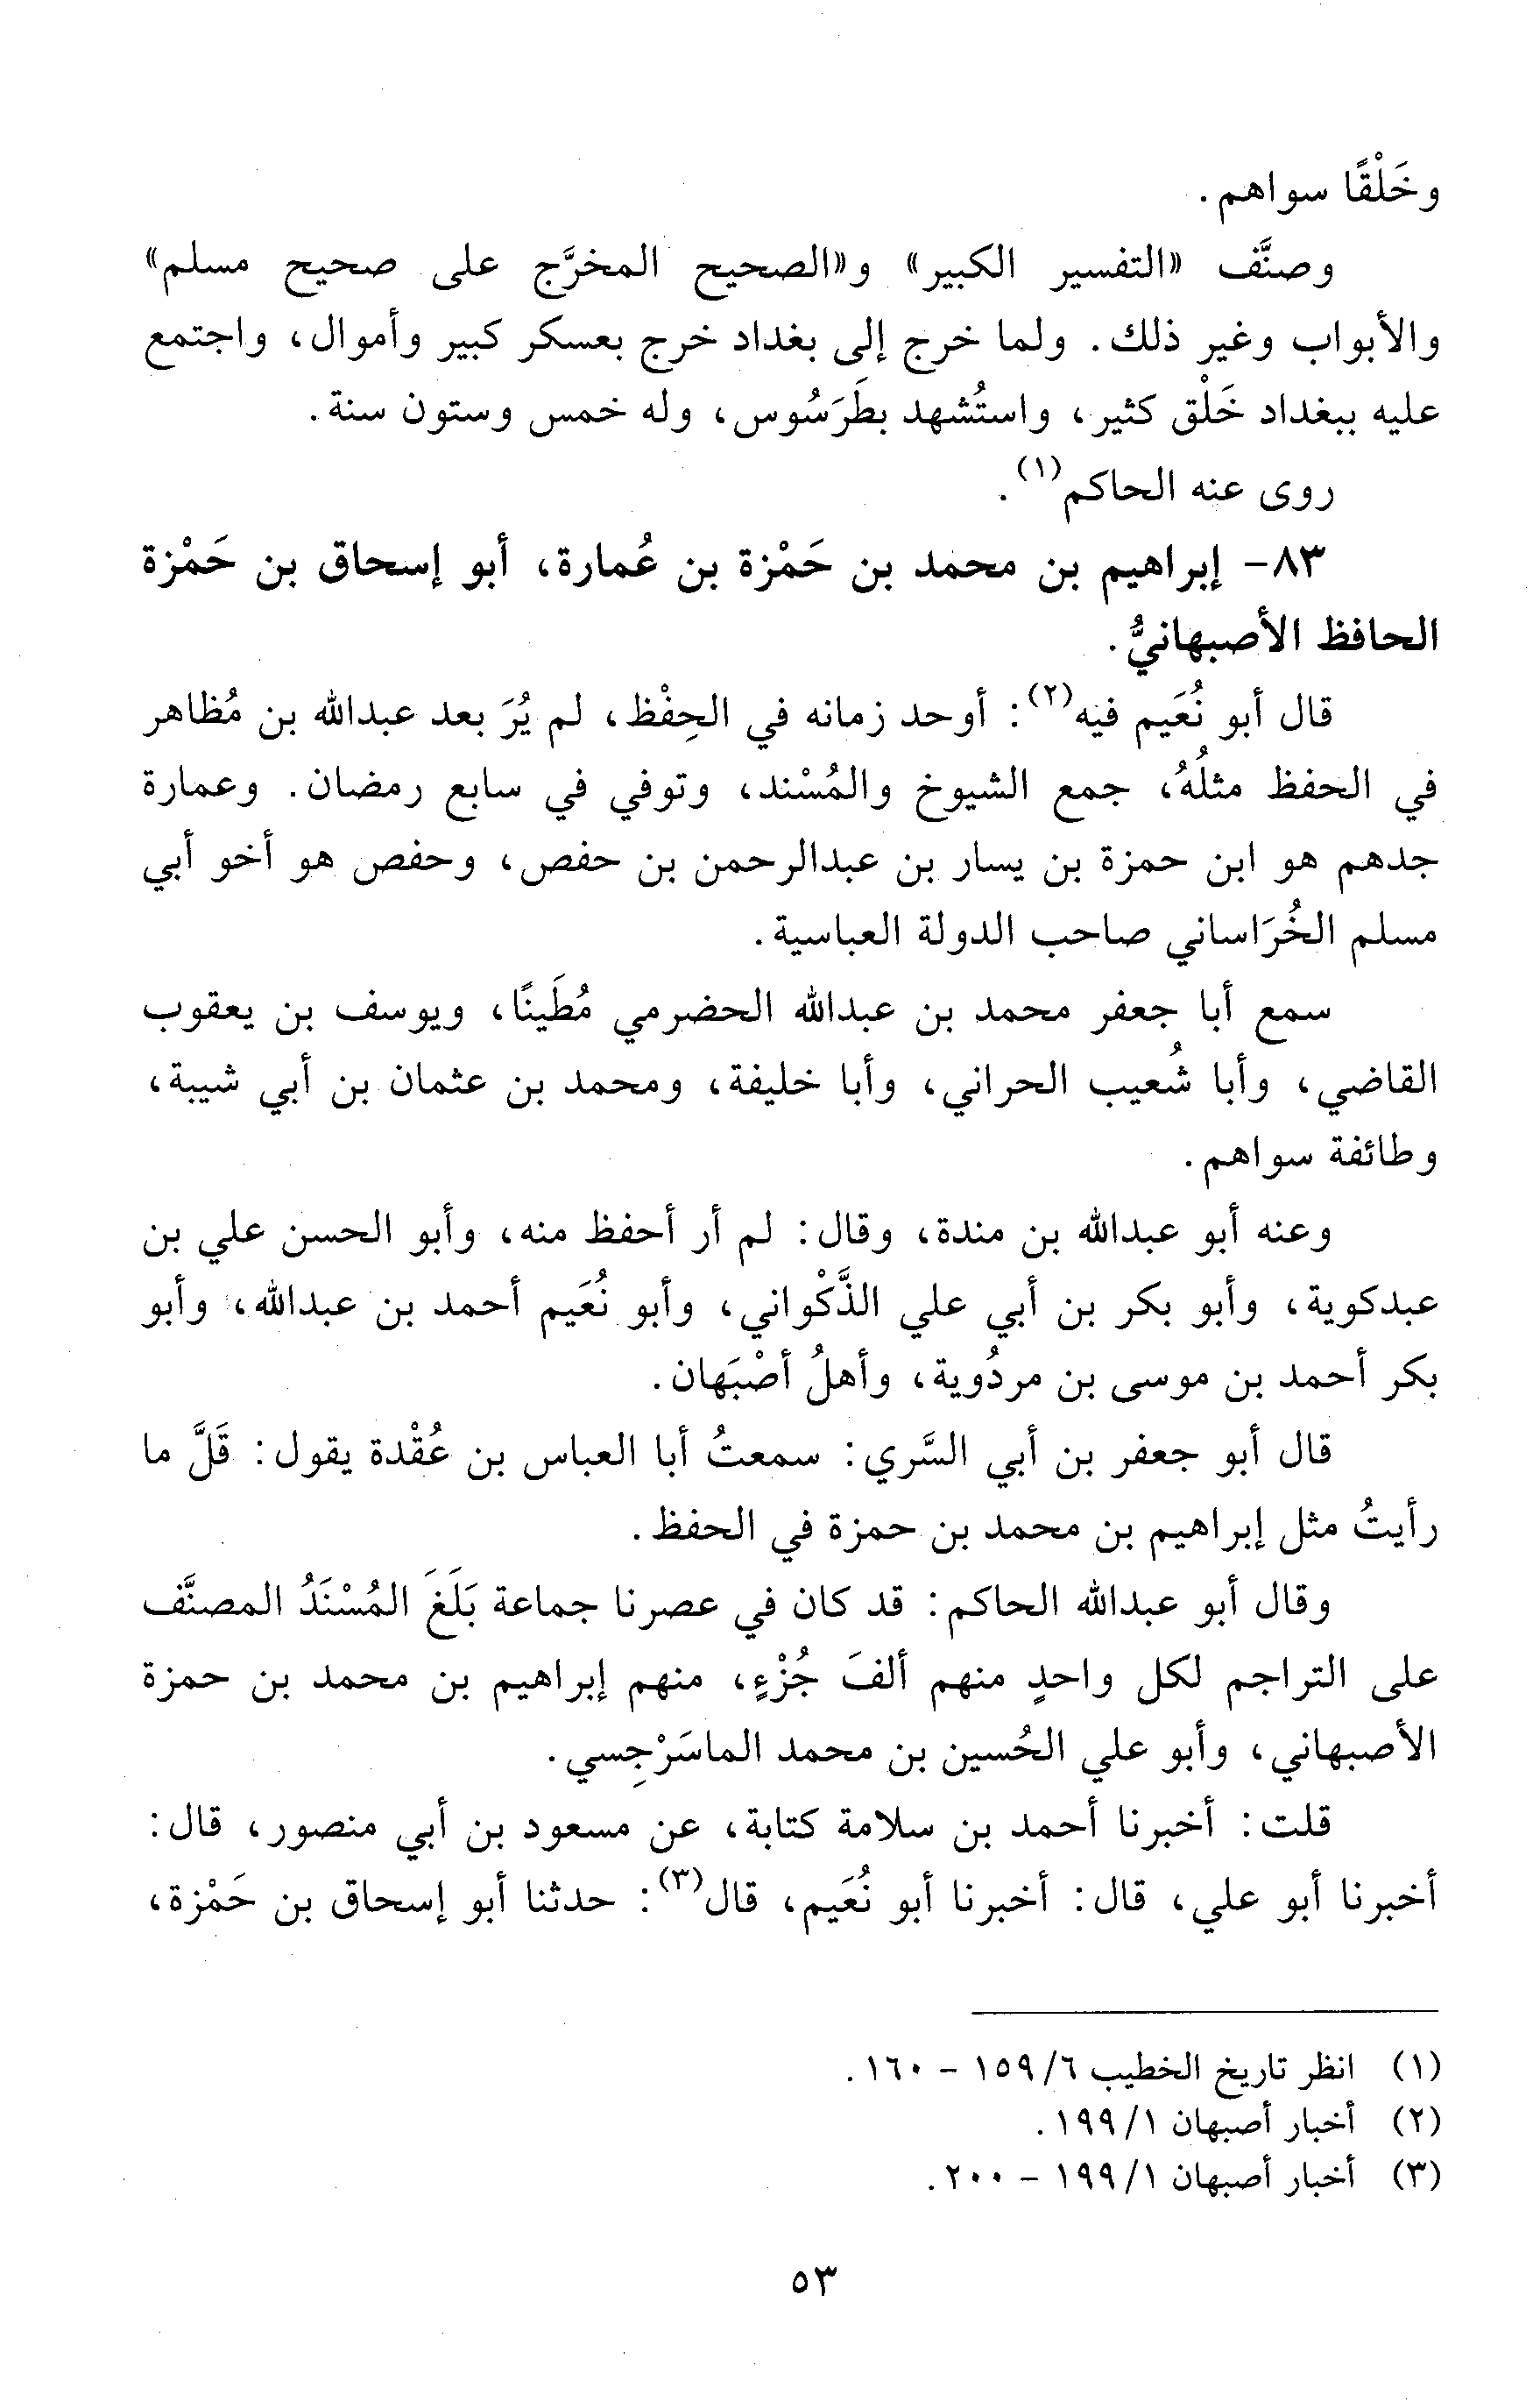 وخَلْقًا سواهم.
وصنَّف «التفسير الكبير» و«الصحيح المخرَّج على صحيح مسلم»
والأبواب وغير ذلك. ولما خرج إلى بغداد خرج بعسكر كبير وأموال، واجتمع
عليه ببغداد خَلْق كثير، واستُشهد بطَرَسُوس، وله خمس وستون سنة.
روى عنه الحاكم(١).
٨٣- إبراهيم بن محمد بن حَمْزة بن عُمارة، أبو إسحاق بن حَمْزة
الحافظ الأصبهانيُّ.
قال أبو نُعَيم فيه(٢): أوحد زمانه في الحِفْظ، لم يُرَ بعد عبدالله بن مُظاهر
في الحفظ مثلُهُ، جمع الشيوخ والمُسْند، وتوفي في سابع رمضان. وعمارة
جدهم هو ابن حمزة بن يسار بن عبدالرحمن بن حفص، وحفص هو أخو أبي
مسلم الخُرَاساني صاحب الدولة العباسية.
سمع أبا جعفر محمد بن عبدالله الحضرمي مُطَينًا، ويوسف بن يعقوب
القاضي، وأبا شُعيب الحراني، وأبا خليفة، ومحمد بن عثمان بن أبي شيبة،
وطائفة سواهم.
وعنه أبو عبدالله بن مندة، وقال: لم أر أحفظ منه، وأبو الحسن علي بن
عبدكوية، وأبو بكر بن أبي علي الذَّكْواني، وأبو نُعَيم أحمد بن عبدالله، وأبو
بكر أحمد بن موسى بن مردُوية، وأهلُ أصْبَهان.
قال أبو جعفر بن أبي السَّري: سمعتُ أبا العباس بن عُقْدة يقول: قَلَّ ما
رأيتُ مثل إبراهيم بن محمد بن حمزة في الحفظ.
وقال أبو عبدالله الحاكم: قد كان في عصرنا جماعة بَلَغَ المُسْنَدُ المصنَّف
على التراجم لكل واحدٍ منهم ألفَ جُزْءٍ، منهم إبراهيم بن محمد بن حمزة
الأصبهاني، وأبو علي الحُسين بن محمد الماسَرْجِسي.
قلت: أخبرنا أحمد بن سلامة كتابة، عن مسعود بن أبي منصور، قال:
أخبرنا أبو علي، قال: أخبرنا أبو نُعَيم، قال(٣): حدثنا أبو إسحاق بن حَمْزة،
(١) انظر تاريخ الخطيب ٦/ ١٥٩ - ١٦٠.
(٢) أخبار أصبهان ١/ ١٩٩.
(٣) أخبار أصبهان ١/ ١٩٩ - ٢٠٠.
٥٣